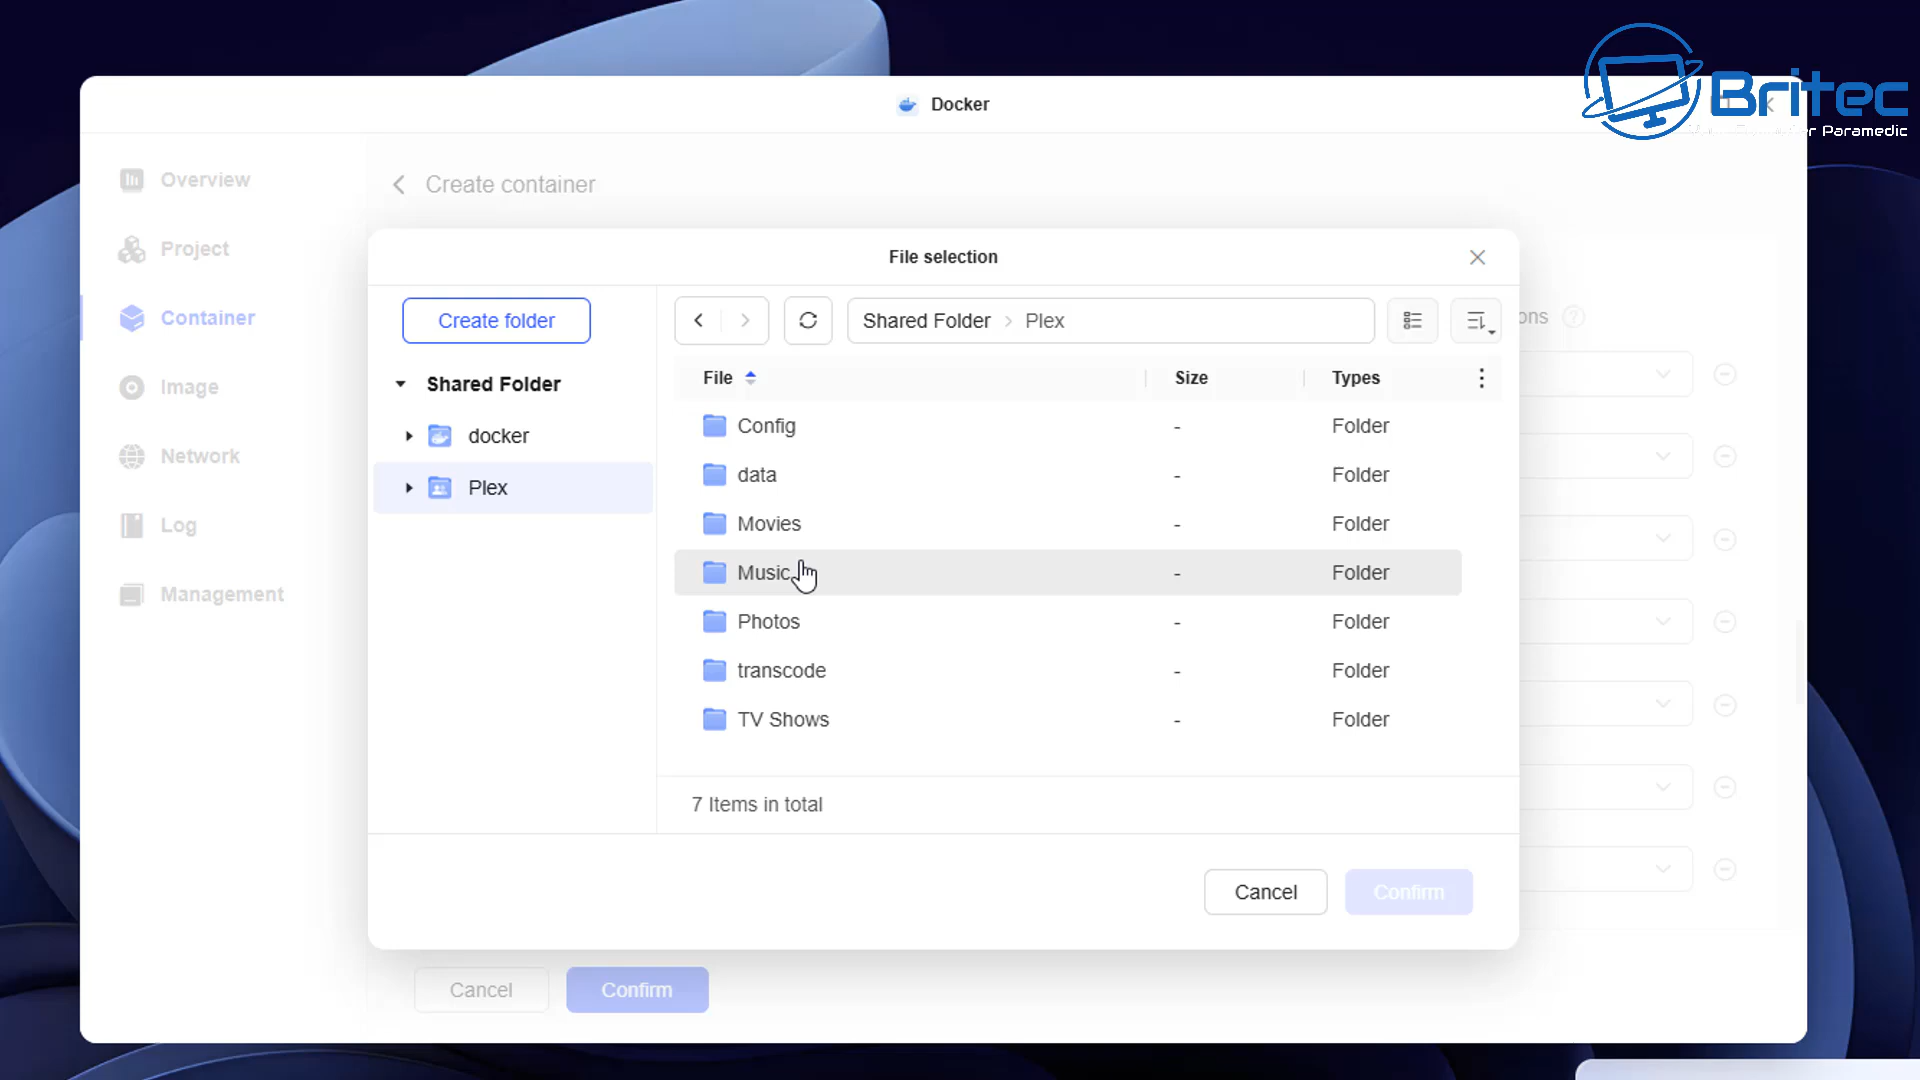 Docker
Britec
r Paramedic
Overview
Project
Container
Image
Network
Log
Management
Create container
File selection
Create folder
Shared Folder
docker
Plex
Shared Folder > Plex
File Size Types
Config - Folder
data - Folder
Movies - Folder
Music - Folder
Photos - Folder
transcode - Folder
TV Shows - Folder
7 Items in total
Cancel Confirm
ons ?
Cancel Confirm